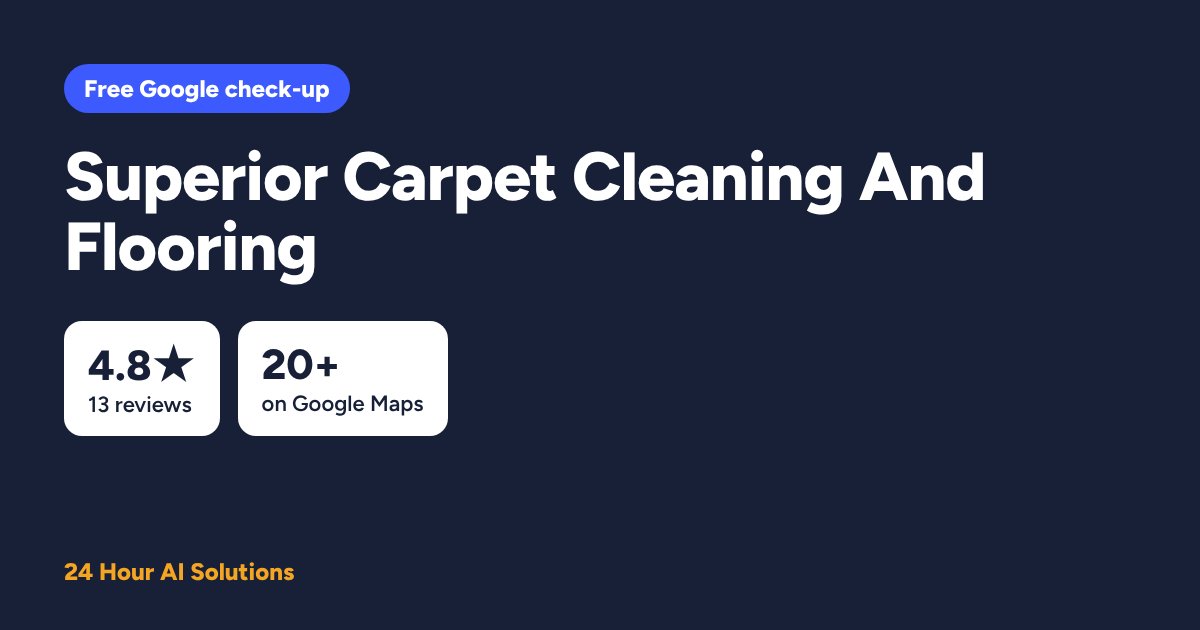 Free Google check-up
Superior Carpet Cleaning And
Flooring
4.8★
13 reviews
20+
on Google Maps
24 Hour AI Solutions